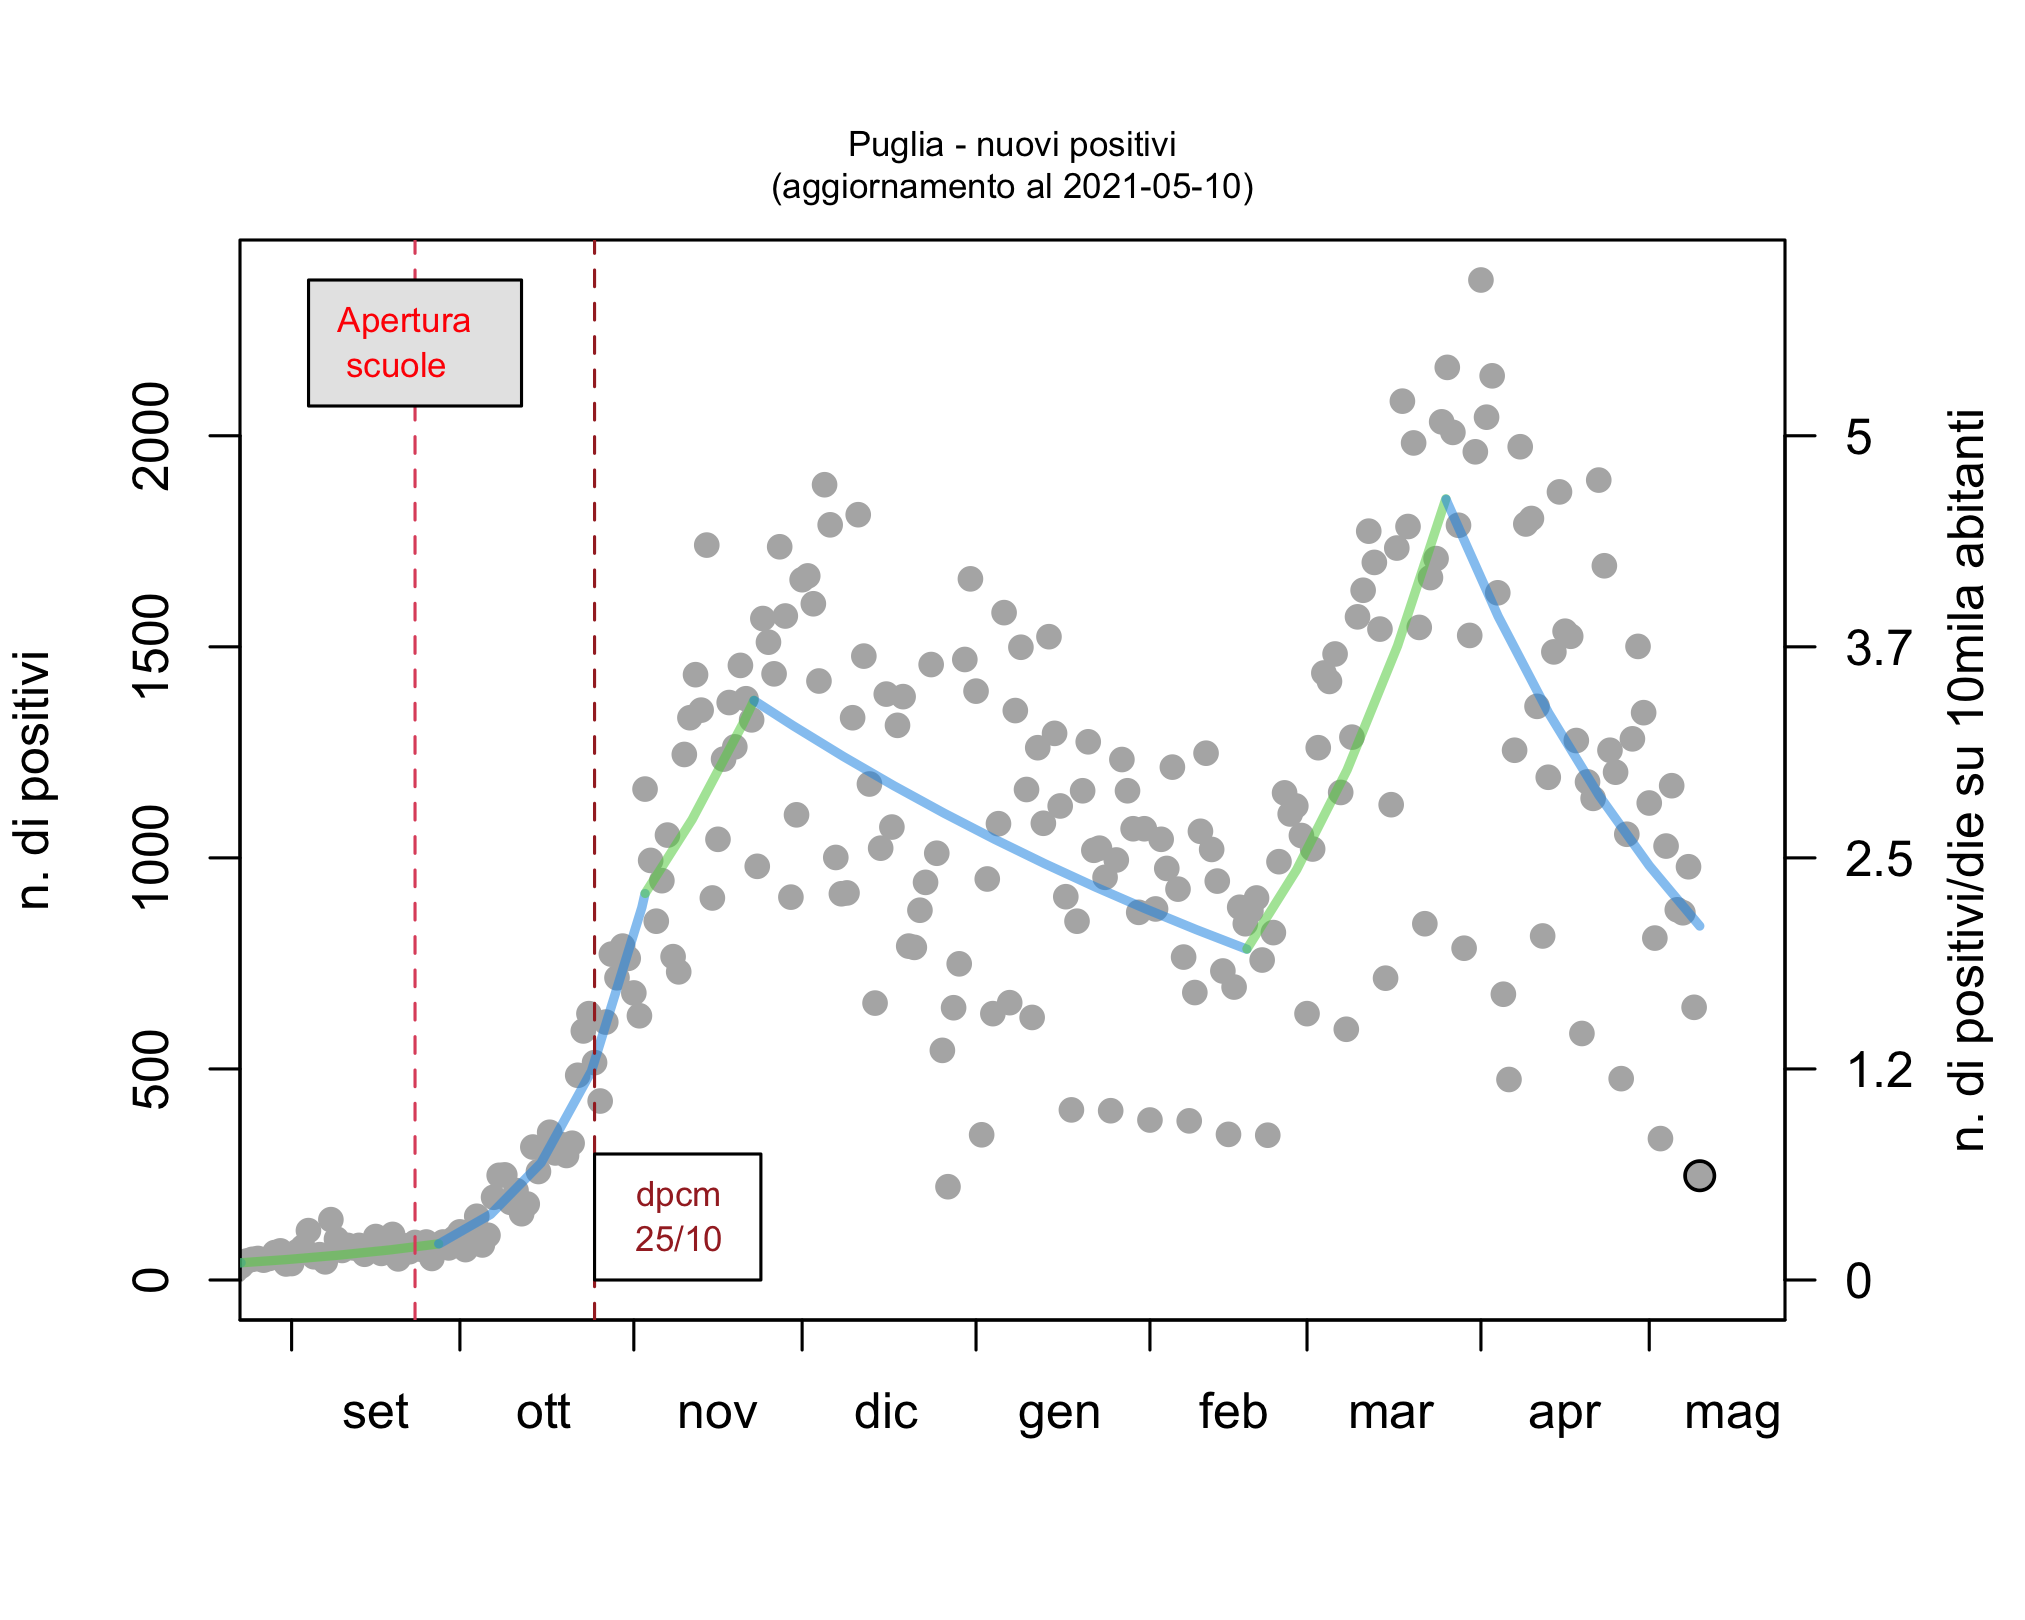 Puglia - nuovi positivi
(aggiornamento al 2021-05-10)
Apertura
scuole
dpcm
25/10
n. di positivi
0
500
1000
1500
2000
n. di positivi/die su 10mila abitanti
0
1.2
2.5
3.7
5
set ott nov dic gen feb mar apr mag